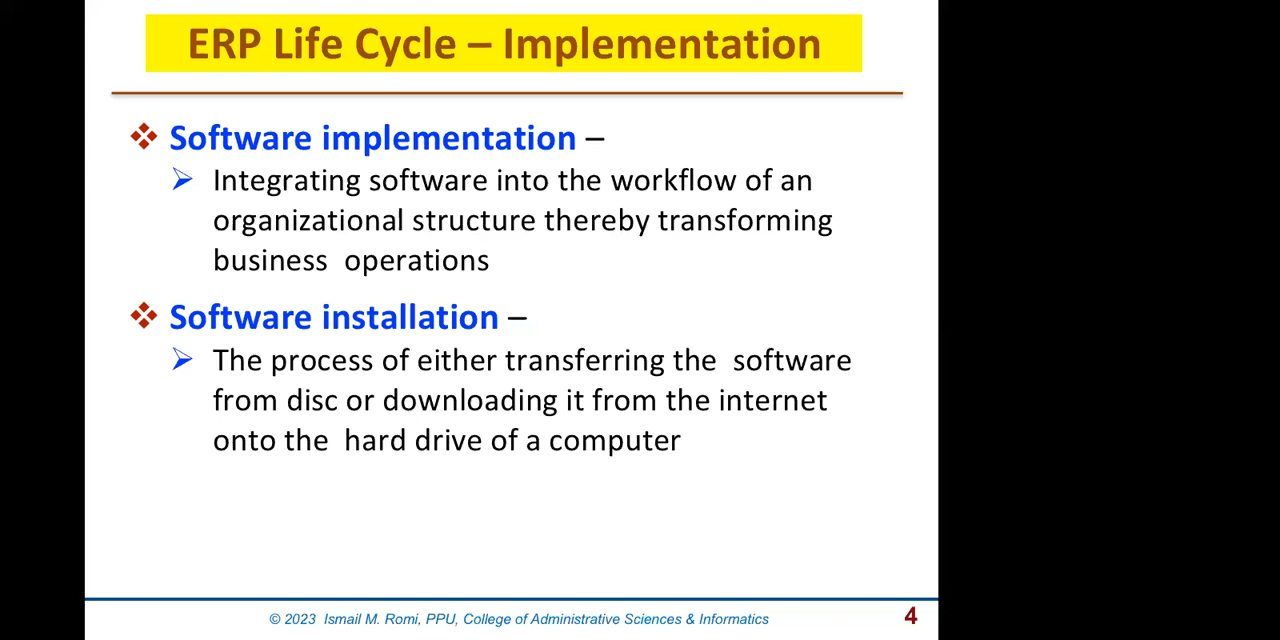 ERP Life Cycle – Implementation
Software implementation –
Integrating software into the workflow of an
organizational structure thereby transforming
business operations
Software installation –
The process of either transferring the software
from disc or downloading it from the internet
onto the hard drive of a computer
© 2023 Ismail M. Romi, PPU, College of Administrative Sciences & Informatics
4